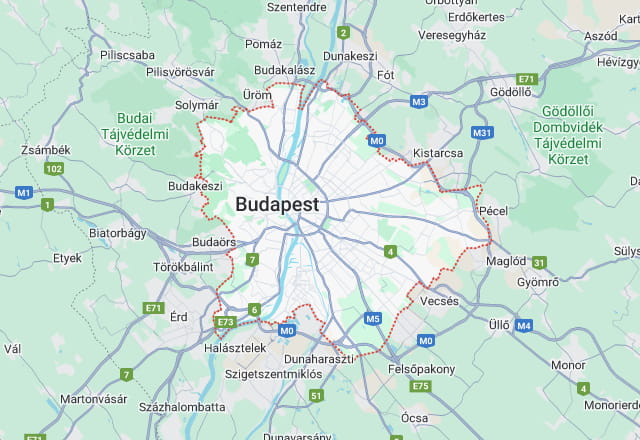 Szentendre
Erdőkertes
Pomáz
2
Veresegyház
Aszód
Kart
Piliscsaba
Dunakeszi
Budakalász
Fót
Hévízgy
Pilisvörösvár
E71
Gödöllő
Üröm
M3
Solymár
Budai
Tájvédelmi
Körzet
Gödöllői
Dombvidék
Tájvédelmi
Körzet
M31
M0
Zsámbék
Kistarcsa
102
M1
Budakeszi
1
Budapest
Pécel
Biatorbágy
Budaörs
4
Sülys
Etyek
Törökbálint
7
Maglód
31
Gyömrő
E71
Vecsés
Érd
6
E73
M5
Üllő
M4
M0
M0
Halásztelek
Vál
Dunaharaszti
Szigetszentmiklós
Felsőpakony
Monor
7
E75
4
Martonvásár
51
Százhalombatta
Monorierd
Ócsa
Dunavarsány